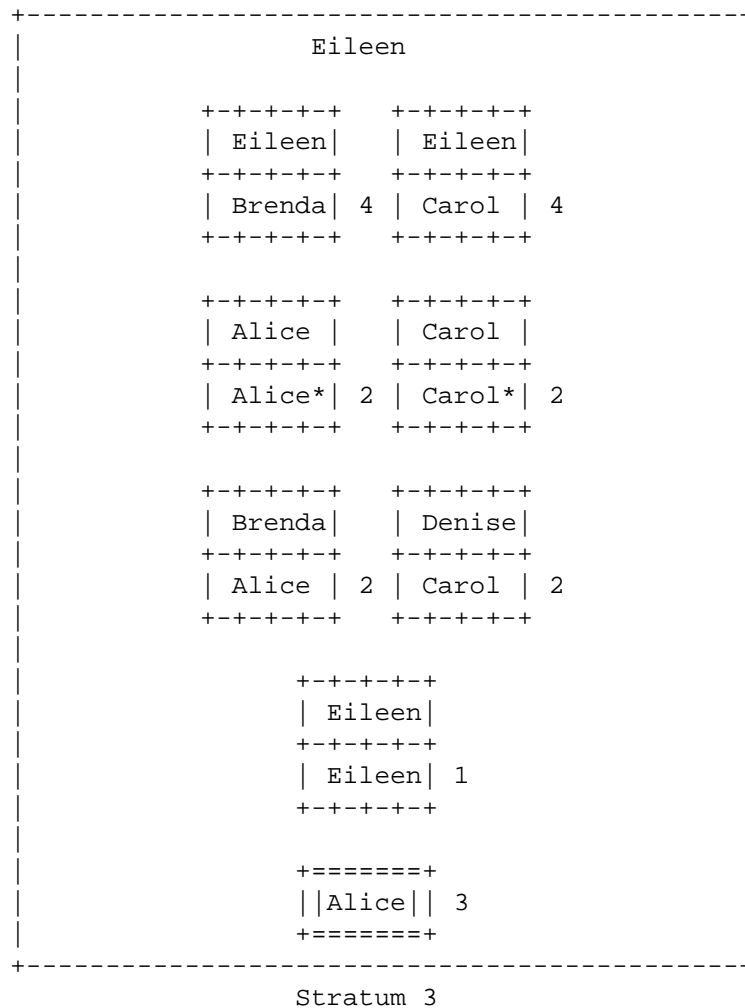 Eileen
Eileen Eileen
Brenda 4 Carol 4
Alice Carol
Alice* 2 Carol* 2
Brenda Denise
Alice 2 Carol 2
Eileen
Eileen 1
Alice 3
Stratum 3